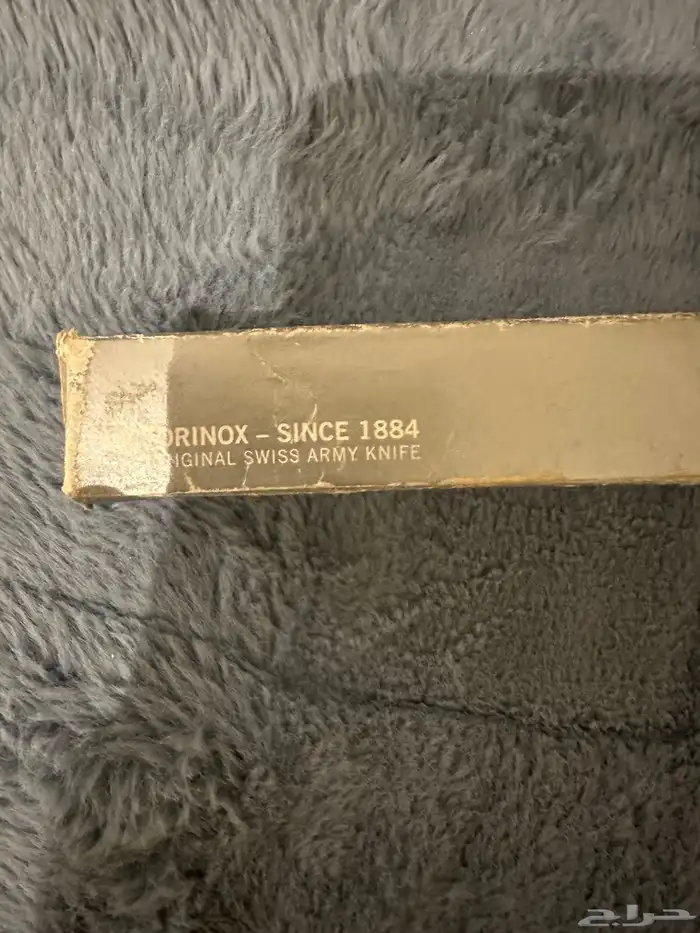 ORINOX – SINCE 1884
IGINAL SWISS ARMY KNIFE
حراج